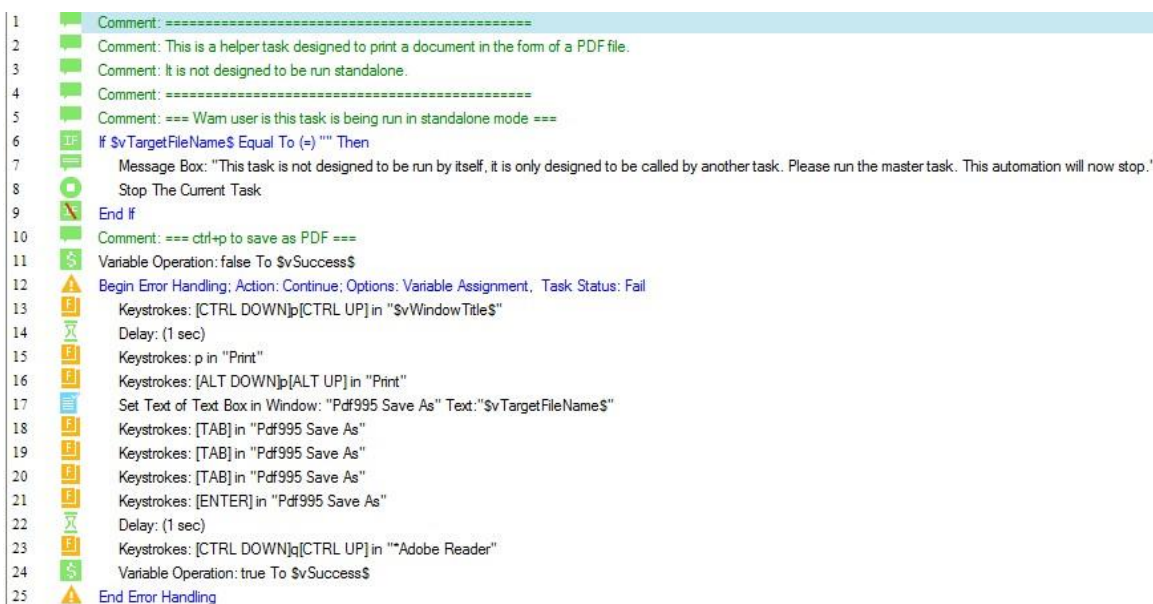 1 Comment: ==============================================
2 Comment: This is a helper task designed to print a document in the form of a PDF file.
3 Comment: It is not designed to be run standalone.
4 Comment: ==============================================
5 Comment: === Warn user is this task is being run in standalone mode ===
6 IF If $vTargetFileName$ Equal To (=) "" Then
7 Message Box: "This task is not designed to be run by itself, it is only designed to be called by another task. Please run the master task. This automation will now stop."
8 Stop The Current Task
9 End If
10 Comment: === ctrl+p to save as PDF ===
11 $ Variable Operation: false To $vSuccess$
12 Begin Error Handling; Action: Continue; Options: Variable Assignment, Task Status: Fail
13 F Keystrokes: [CTRL DOWN]p[CTRL UP] in "$vWindowTitle$"
14 Delay: (1 sec)
15 F Keystrokes: p in "Print"
16 F Keystrokes: [ALT DOWN]p[ALT UP] in "Print"
17 Set Text of Text Box in Window: "Pdf995 Save As" Text:"$vTargetFileName$"
18 F Keystrokes: [TAB] in "Pdf995 Save As"
19 F Keystrokes: [TAB] in "Pdf995 Save As"
20 F Keystrokes: [TAB] in "Pdf995 Save As"
21 F Keystrokes: [ENTER] in "Pdf995 Save As"
22 Delay: (1 sec)
23 F Keystrokes: [CTRL DOWN]q[CTRL UP] in "*Adobe Reader"
24 $ Variable Operation: true To $vSuccess$
25 End Error Handling